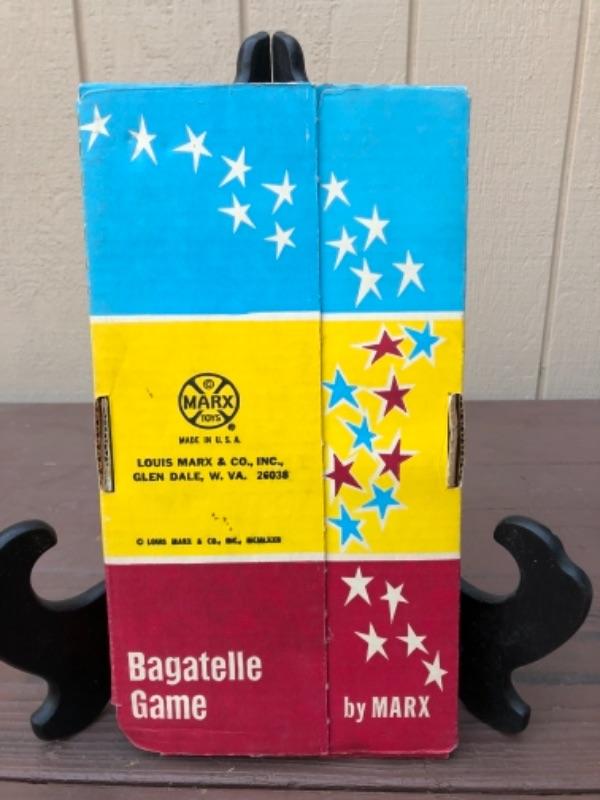 ©
MARX
TOYS
®
MADE IN U.S.A.
LOUIS MARX & CO., INC.,
GLEN DALE, W. VA. 26038
© LOUIS MARX & CO., INC.,
Bagatelle
Game
by MARX